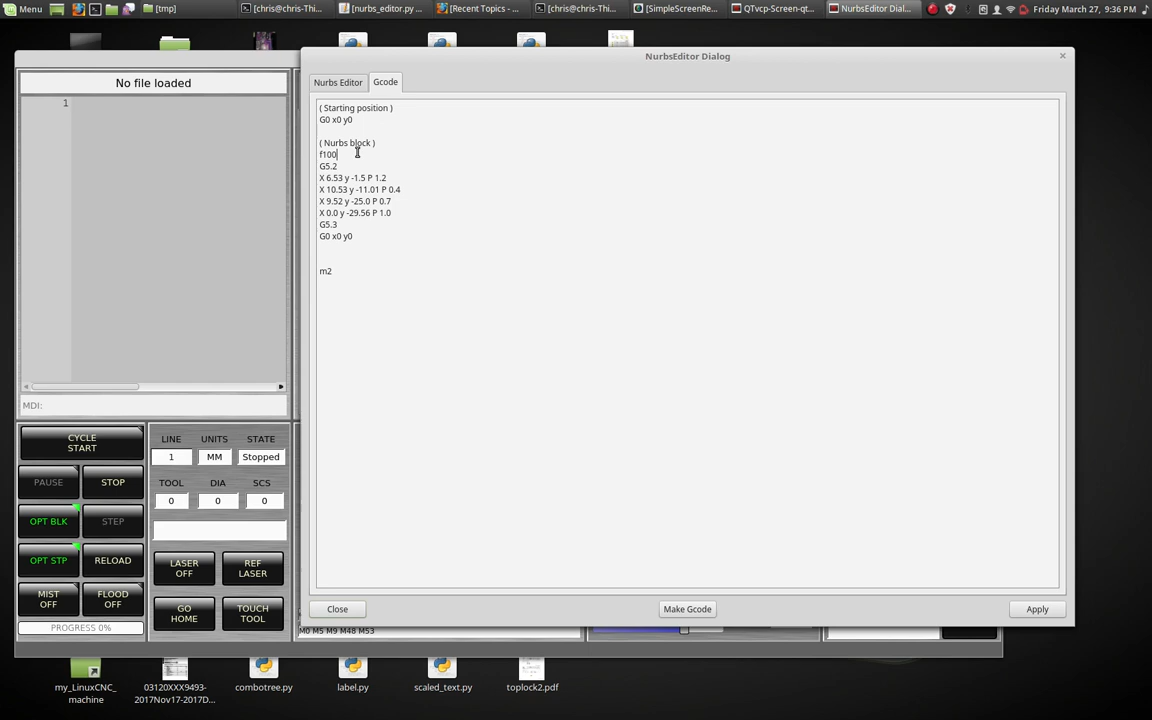 Menu
[tmp]
[chris@chris-Thi...
[nurbs_editor.py ...
[Recent Topics - ...
[chris@chris-Thi...
[SimpleScreenRe...
QTvcp-Screen-qt...
NurbsEditor Dial...
Friday March 27, 9:36 PM
NurbsEditor Dialog
No file loaded
1
MDI:
Nurbs Editor
Gcode
( Starting position )
G0 x0 y0
( Nurbs block )
f100
G5.2
X 6.53 y -1.5 P 1.2
X 10.53 y -11.01 P 0.4
X 9.52 y -25.0 P 0.7
X 0.0 y -29.56 P 1.0
G5.3
G0 x0 y0
m2
Close
Make Gcode
Apply
CYCLE
START
PAUSE
STOP
OPT BLK
STEP
OPT STP
RELOAD
MIST
OFF
FLOOD
OFF
PROGRESS 0%
LINE
UNITS
STATE
1
MM
Stopped
TOOL
DIA
SCS
0
0
0
LASER
OFF
REF
LASER
GO
HOME
TOUCH
TOOL
M0 M5 M9 M48 M53
my_LinuxCNC_
machine
03120XXX9493-
2017Nov17-2017D...
combotree.py
label.py
scaled_text.py
toplock2.pdf